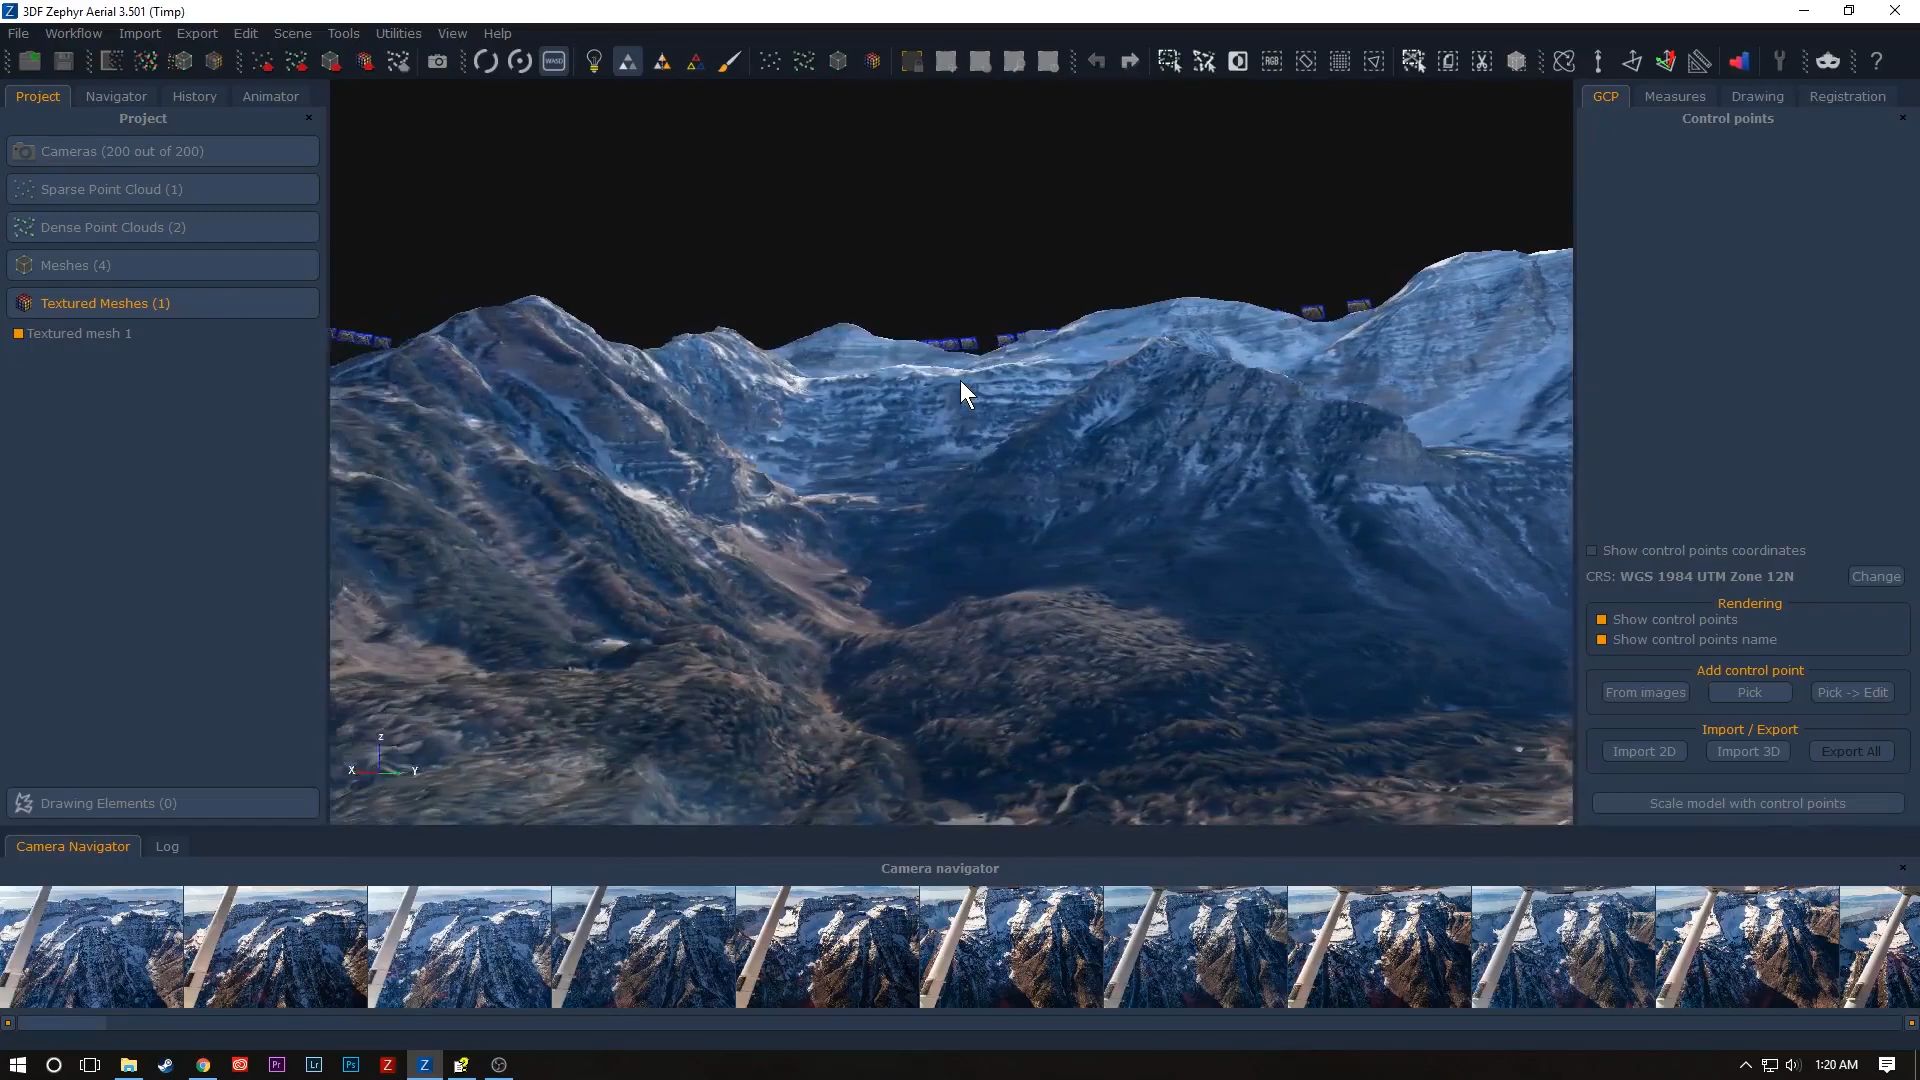 3DF Zephyr Aerial 3.501 (Timp)
File Workflow Import Export Edit Scene Tools Utilities View Help
WASD
RGB
Project Navigator History Animator
Project
Cameras (200 out of 200)
Sparse Point Cloud (1)
Dense Point Clouds (2)
Meshes (4)
Textured Meshes (1)
Textured mesh 1
Drawing Elements (0)
z
X
Y
GCP Measures Drawing Registration
Control points
Show control points coordinates
CRS: WGS 1984 UTM Zone 12N Change
Rendering
Show control points
Show control points name
Add control point
From images Pick Pick -> Edit
Import / Export
Import 2D Import 3D Export All
Scale model with control points
Camera Navigator Log
Camera navigator
Pr Lr Ps Z Z
1:20 AM